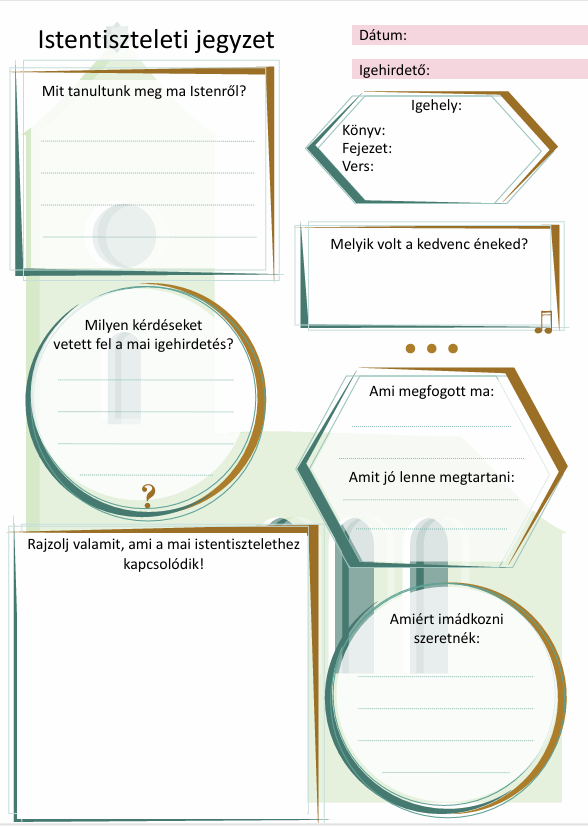 Istentiszteleti jegyzet
Dátum:
Igehirdető:
Mit tanultunk meg ma Istenről?
Igehely:
Könyv:
Fejezet:
Vers:
Melyik volt a kedvenc éneked?
Milyen kérdéseket
vetett fel a mai igehirdetés?
?
Ami megfogott ma:
Amit jó lenne megtartani:
Rajzolj valamit, ami a mai istentisztelethez
kapcsolódik!
Amiért imádkozni
szeretnék: